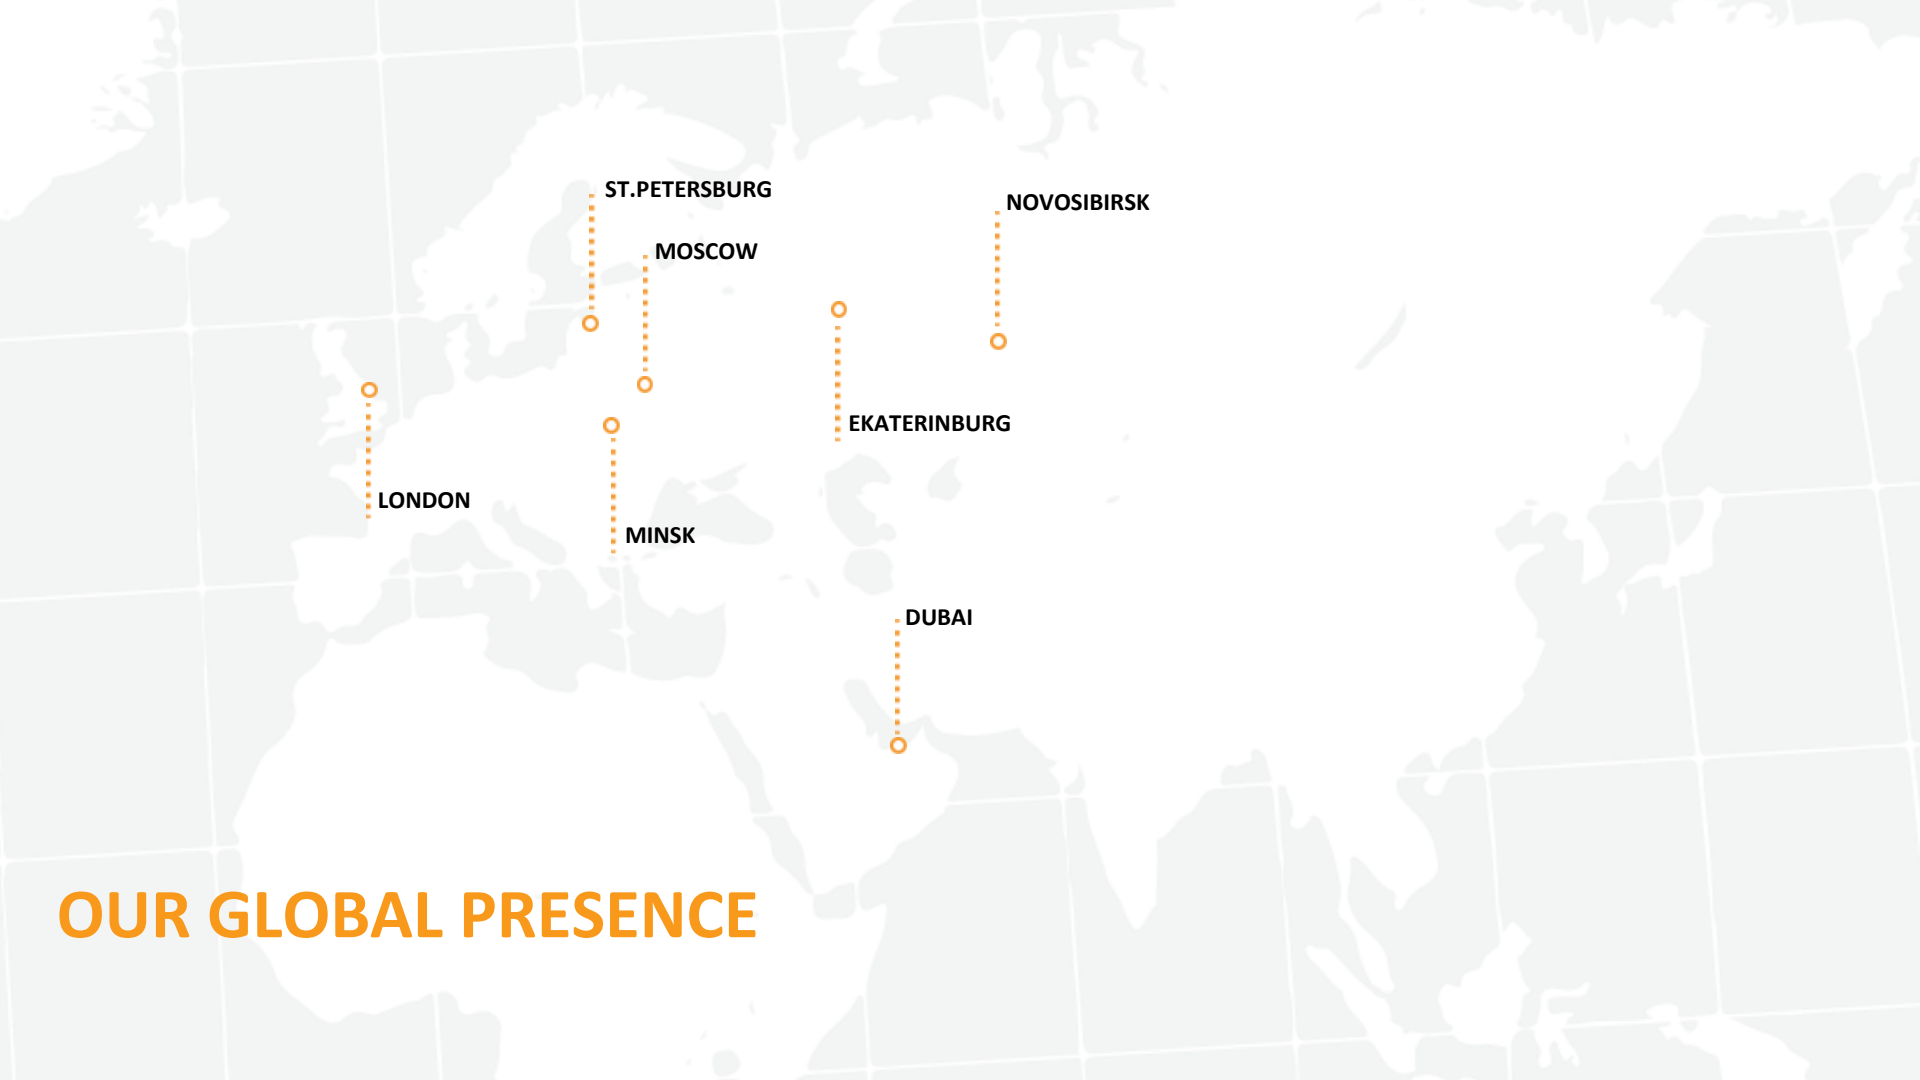 ST.PETERSBURG
NOVOSIBIRSK
MOSCOW
EKATERINBURG
LONDON
MINSK
DUBAI
OUR GLOBAL PRESENCE